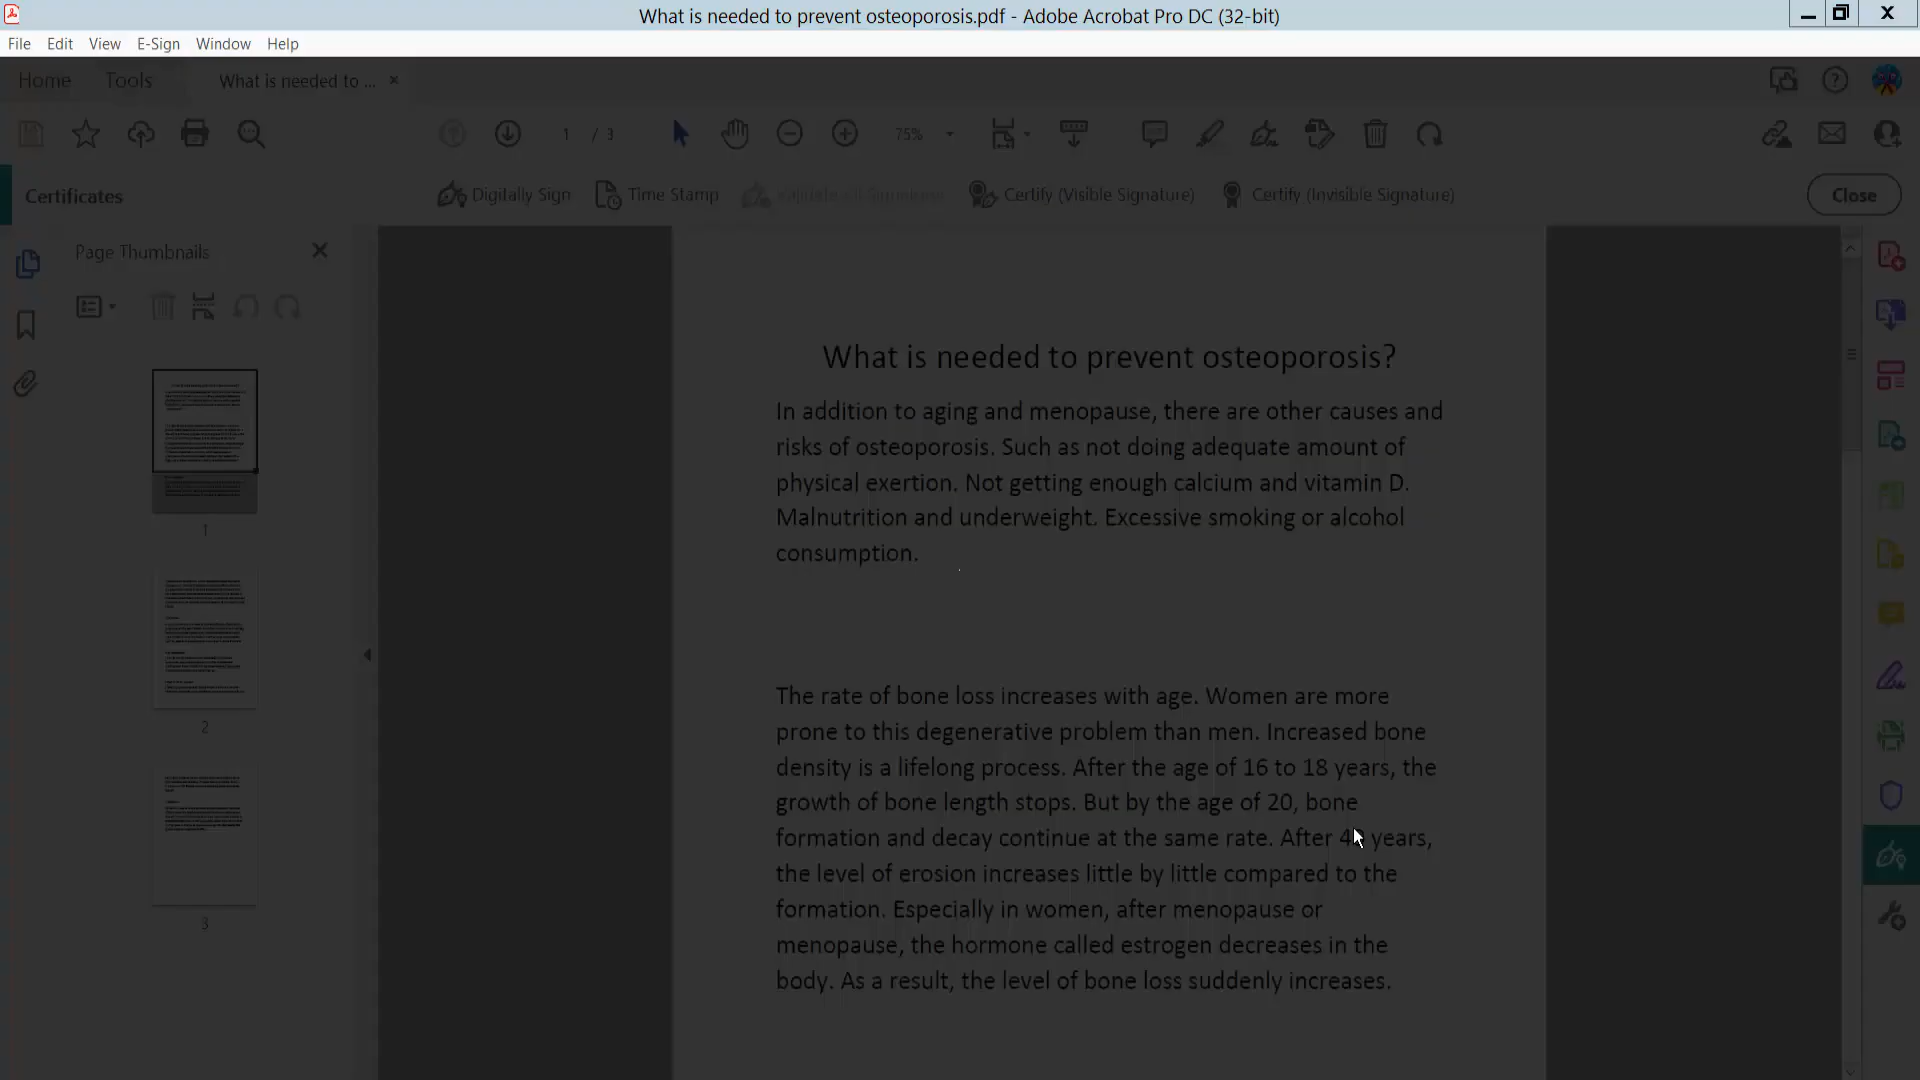 What is needed to prevent osteoporosis.pdf - Adobe Acrobat Pro DC (32-bit)
File Edit View E-Sign Window Help
Home Tools What is needed to ...
1 / 3 75%
Certificates Digitally Sign Time Stamp Validate All Signatures Certify (Visible Signature) Certify (Invisible Signature) Close
Page Thumbnails
1
2
3
What is needed to prevent osteoporosis?
In addition to aging and menopause, there are other causes and
risks of osteoporosis. Such as not doing adequate amount of
physical exertion. Not getting enough calcium and vitamin D.
Malnutrition and underweight. Excessive smoking or alcohol
consumption.
The rate of bone loss increases with age. Women are more
prone to this degenerative problem than men. Increased bone
density is a lifelong process. After the age of 16 to 18 years, the
growth of bone length stops. But by the age of 20, bone
formation and decay continue at the same rate. After 40 years,
the level of erosion increases little by little compared to the
formation. Especially in women, after menopause or
menopause, the hormone called estrogen decreases in the
body. As a result, the level of bone loss suddenly increases.